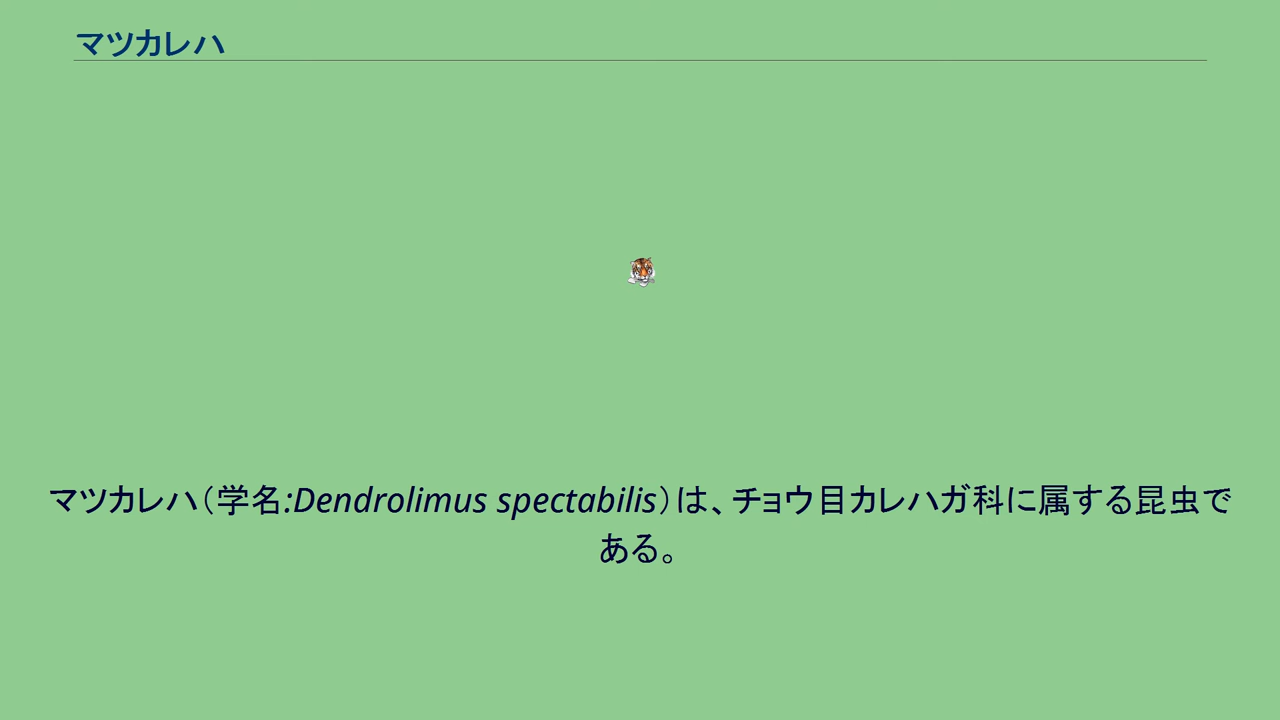 マツカレハ
マツカレハ（学名:Dendrolimus spectabilis）は、チョウ目カレハガ科に属する昆虫で
ある。